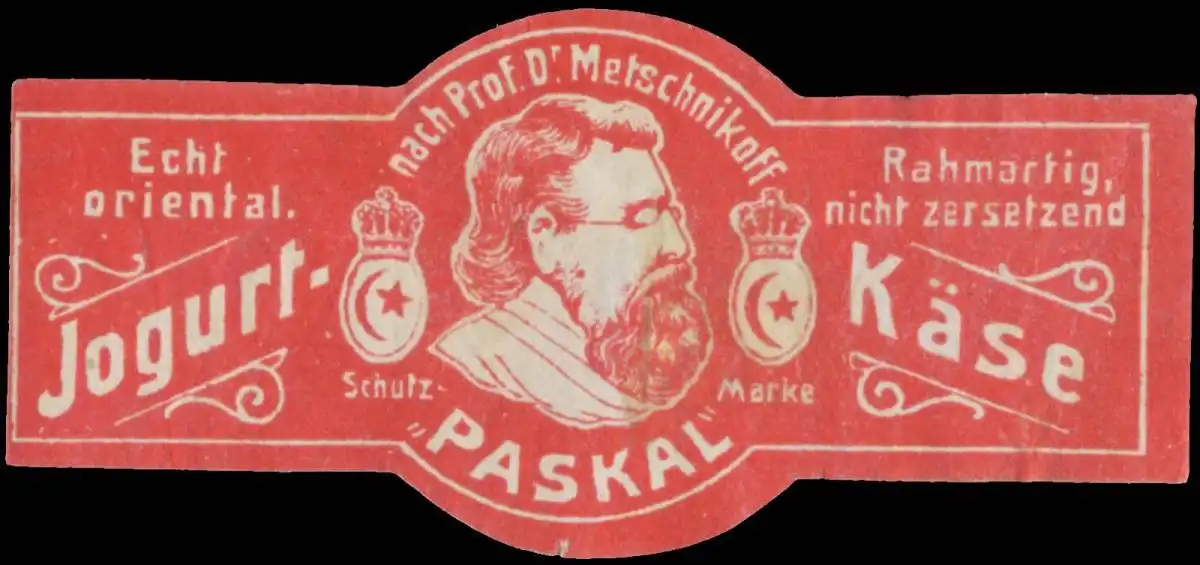 Echt
oriental.
Jogurt-
nach Prof. Dr Metschnikoff
Schutz-
Marke
„PASKAL“
Rahmartig,
nicht zersetzend
Käse